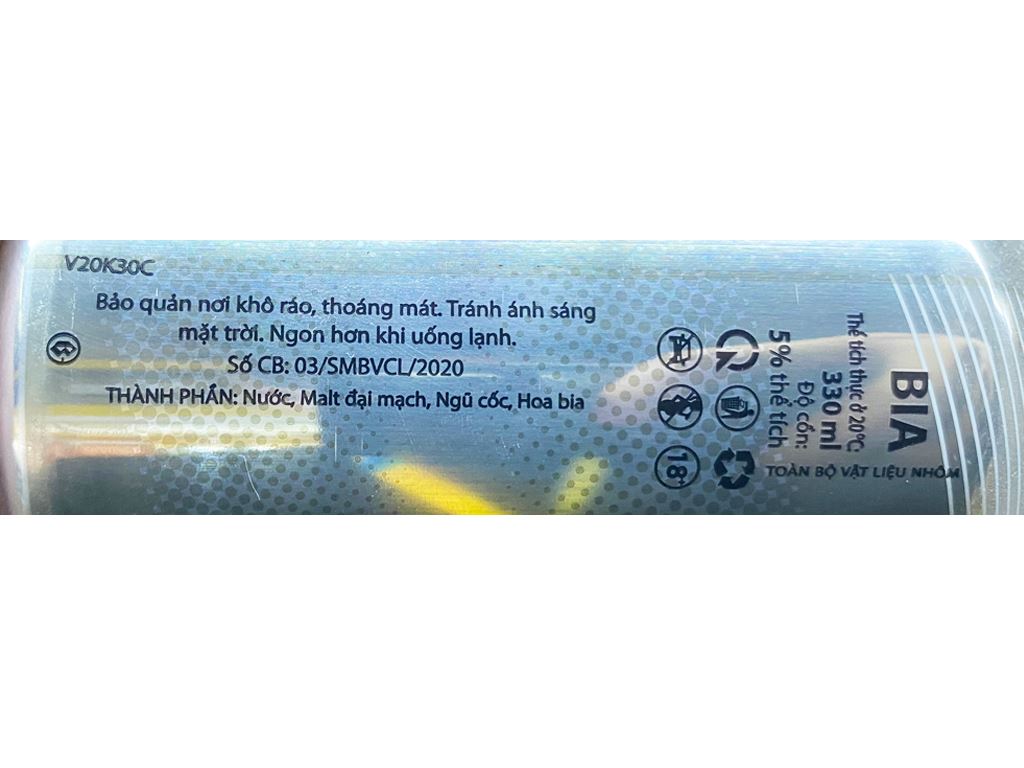 V20K30C
Bảo quản nơi khô ráo, thoáng mát. Tránh ánh sáng
mặt trời. Ngon hơn khi uống lạnh.
Số CB: 03/SMBVCL/2020
THÀNH PHẦN: Nước, Malt đại mạch, Ngũ cốc, Hoa bia
BIA
Thể tích thực ở 20°C:
330 ml
Độ cồn:
5% thể tích
18+
TOÀN BỘ VẬT LIỆU NHÔM